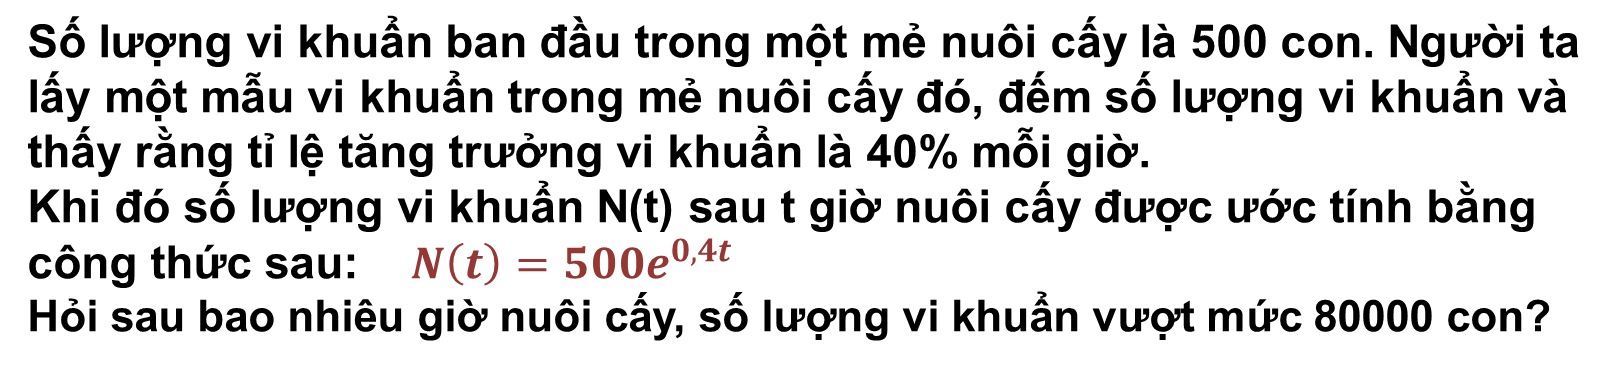 Số lượng vi khuẩn ban đầu trong một mẻ nuôi cấy là 500 con. Người ta
lấy một mẫu vi khuẩn trong mẻ nuôi cấy đó, đếm số lượng vi khuẩn và
thấy rằng tỉ lệ tăng trưởng vi khuẩn là 40% mỗi giờ.
Khi đó số lượng vi khuẩn N(t) sau t giờ nuôi cấy được ước tính bằng
công thức sau: N(t) = 500e^{0,4t}
Hỏi sau bao nhiêu giờ nuôi cấy, số lượng vi khuẩn vượt mức 80000 con?